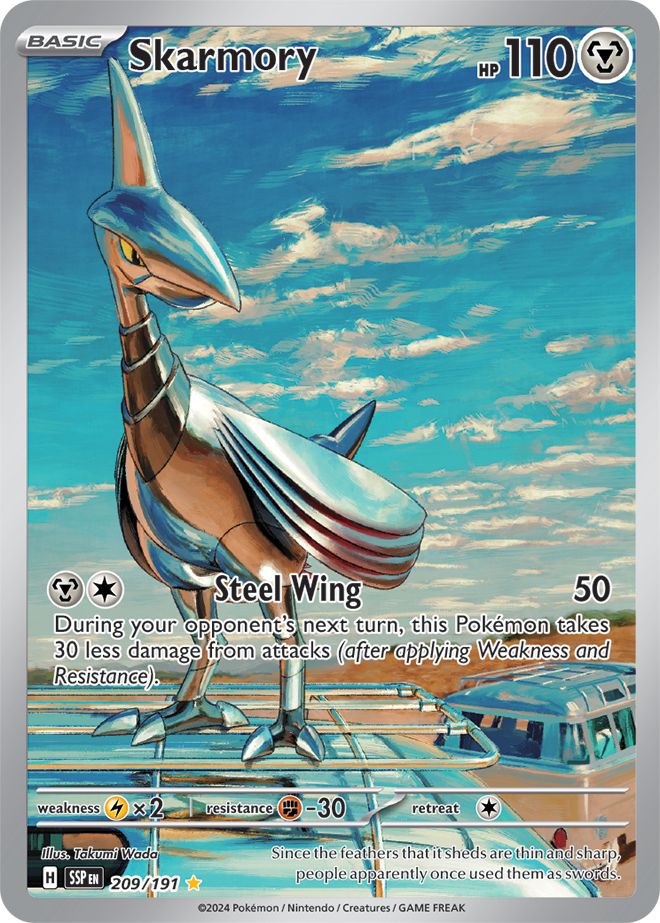 BASIC
Skarmory
HP 110
Steel Wing 50
During your opponent's next turn, this Pokémon takes
30 less damage from attacks (after applying Weakness and
Resistance).
weakness ×2 resistance -30 retreat
Illus. Takumi Wada
H SSP EN 209/191
Since the feathers that it sheds are thin and sharp,
people apparently once used them as swords.
©2024 Pokémon / Nintendo / Creatures / GAME FREAK